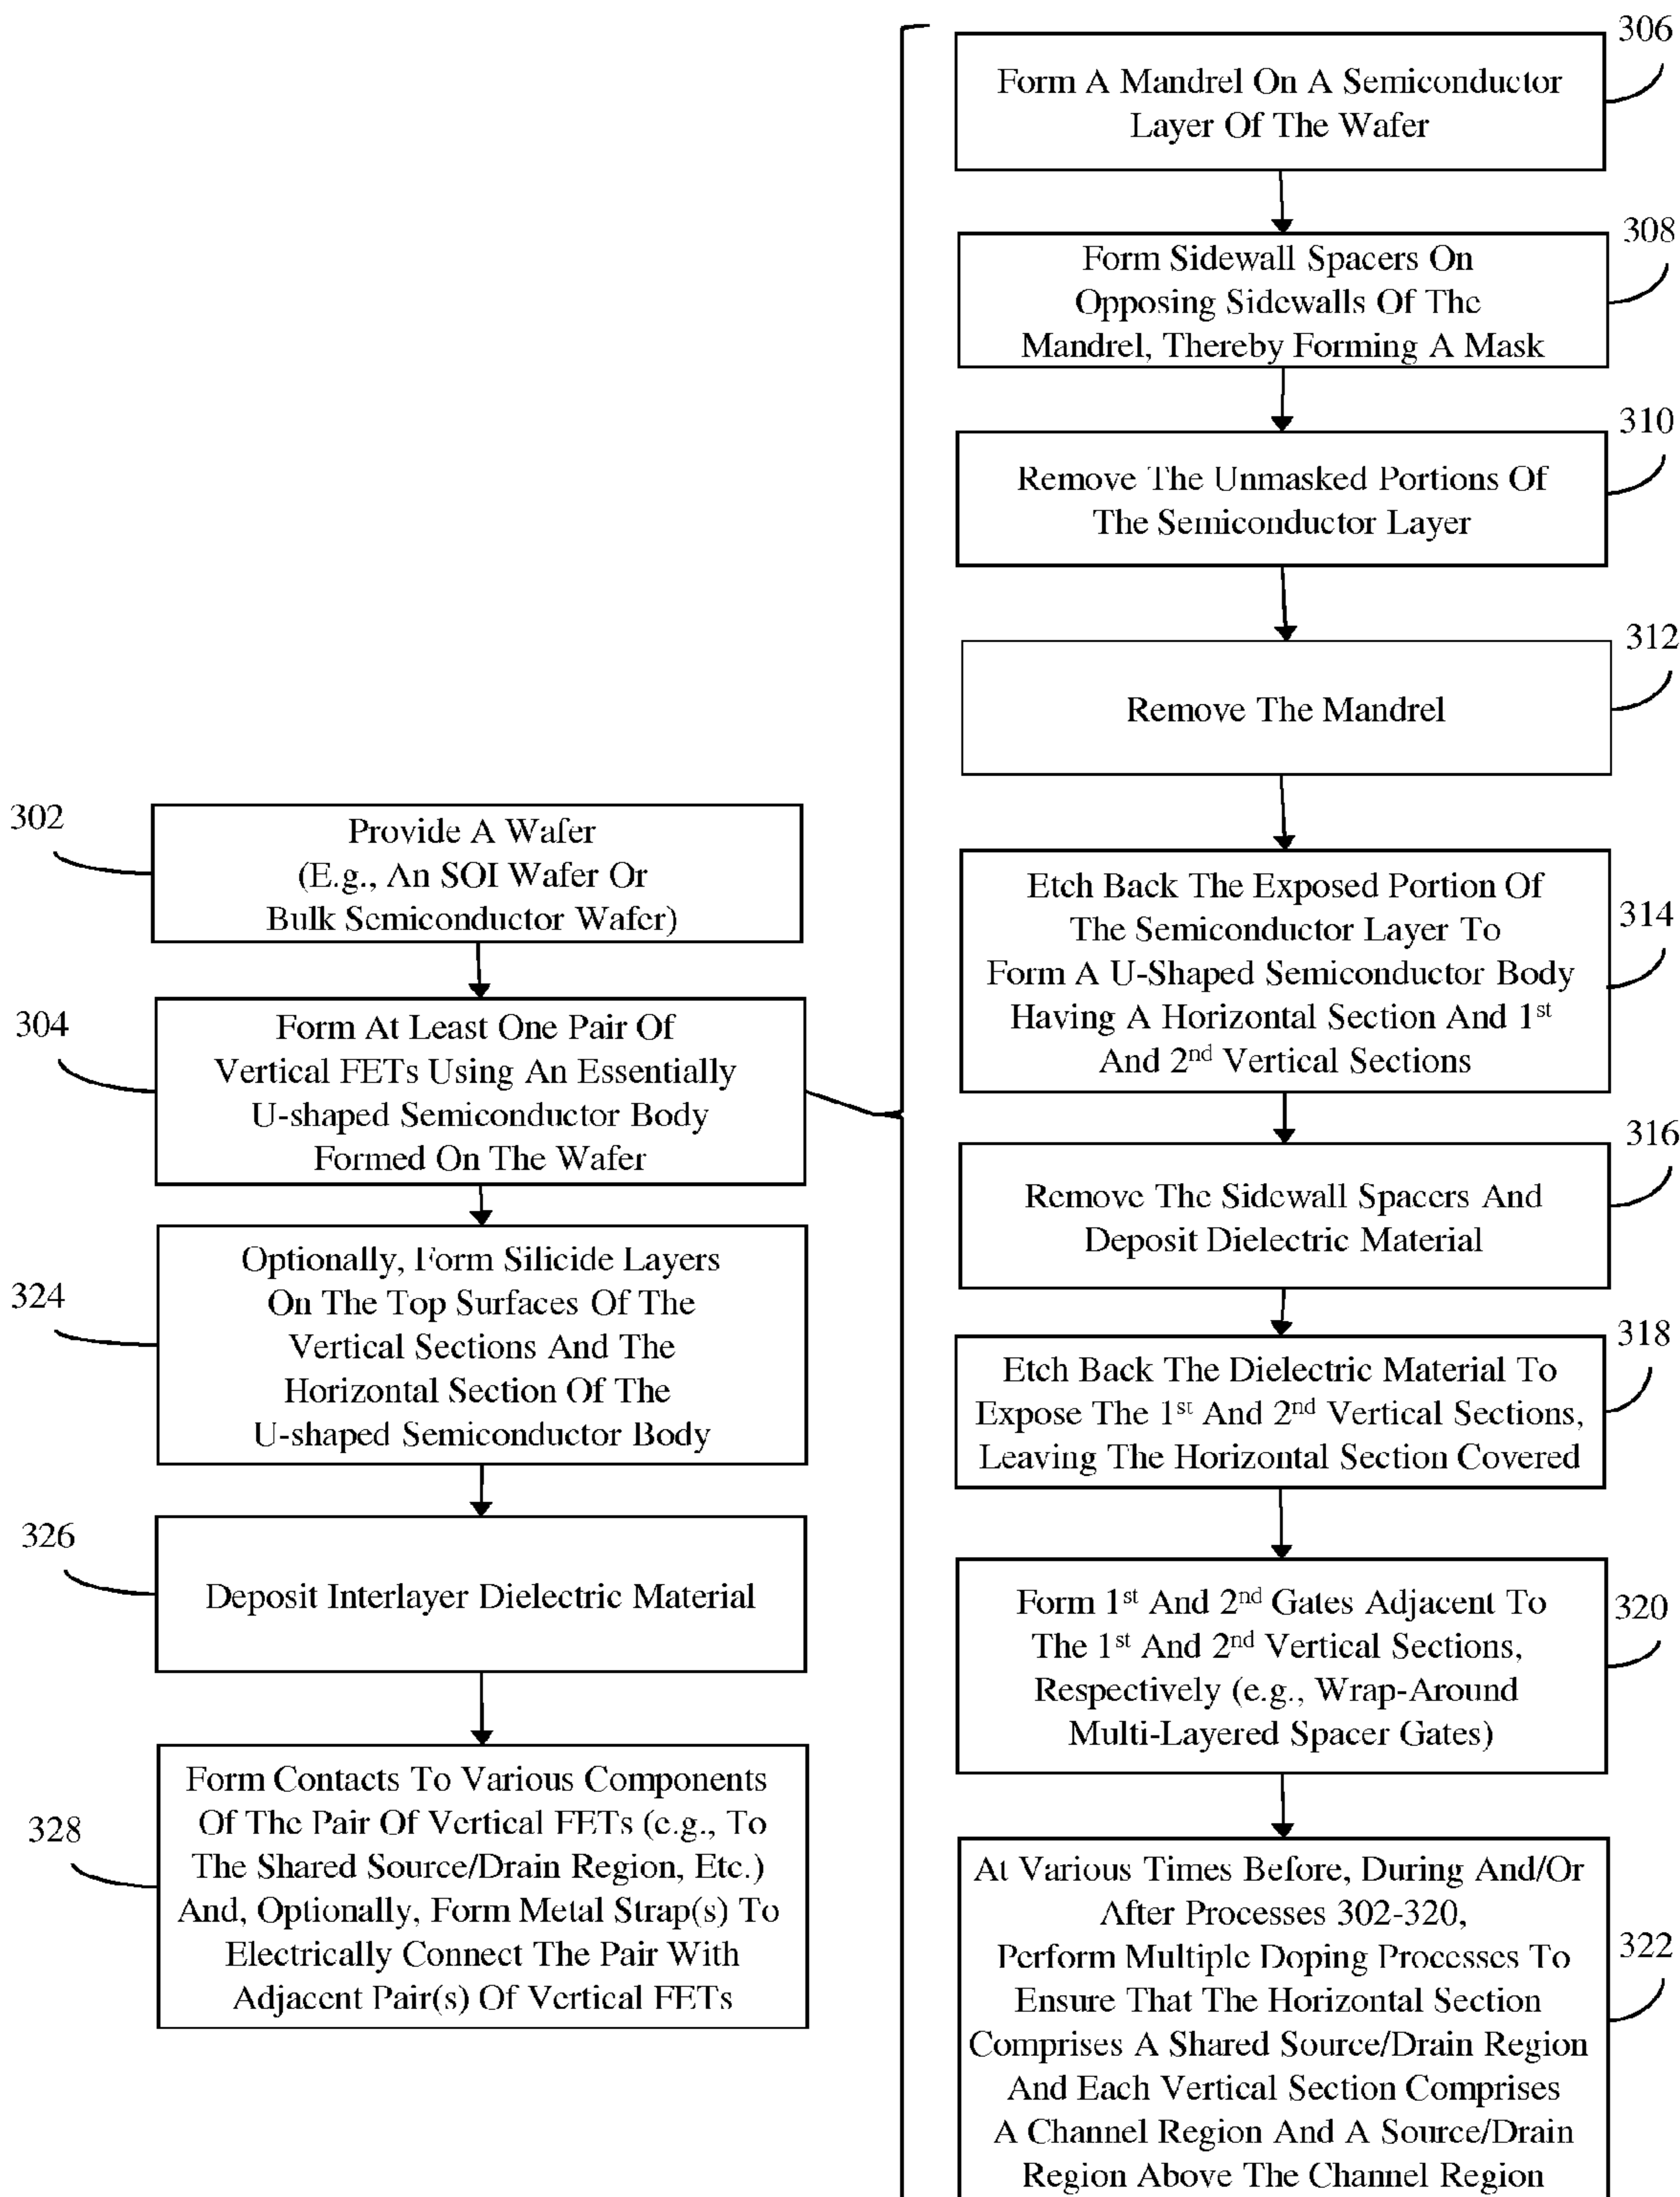 302
Provide A Wafer
(E.g., An SOI Wafer Or
Bulk Semiconductor Wafer)
304
Form At Least One Pair Of
Vertical FETs Using An Essentially
U-shaped Semiconductor Body
Formed On The Wafer
324
Optionally, Form Silicide Layers
On The Top Surfaces Of The
Vertical Sections And The
Horizontal Section Of The
U-shaped Semiconductor Body
326
Deposit Interlayer Dielectric Material
328
Form Contacts To Various Components
Of The Pair Of Vertical FETs (e.g., To
The Shared Source/Drain Region, Etc.)
And, Optionally, Form Metal Strap(s) To
Electrically Connect The Pair With
Adjacent Pair(s) Of Vertical FETs
306
Form A Mandrel On A Semiconductor
Layer Of The Wafer
308
Form Sidewall Spacers On
Opposing Sidewalls Of The
Mandrel, Thereby Forming A Mask
310
Remove The Unmasked Portions Of
The Semiconductor Layer
312
Remove The Mandrel
314
Etch Back The Exposed Portion Of
The Semiconductor Layer To
Form A U-Shaped Semiconductor Body
Having A Horizontal Section And 1st
And 2nd Vertical Sections
316
Remove The Sidewall Spacers And
Deposit Dielectric Material
318
Etch Back The Dielectric Material To
Expose The 1st And 2nd Vertical Sections,
Leaving The Horizontal Section Covered
320
Form 1st And 2nd Gates Adjacent To
The 1st And 2nd Vertical Sections,
Respectively (e.g., Wrap-Around
Multi-Layered Spacer Gates)
322
At Various Times Before, During And/Or
After Processes 302-320,
Perform Multiple Doping Processes To
Ensure That The Horizontal Section
Comprises A Shared Source/Drain Region
And Each Vertical Section Comprises
A Channel Region And A Source/Drain
Region Above The Channel Region